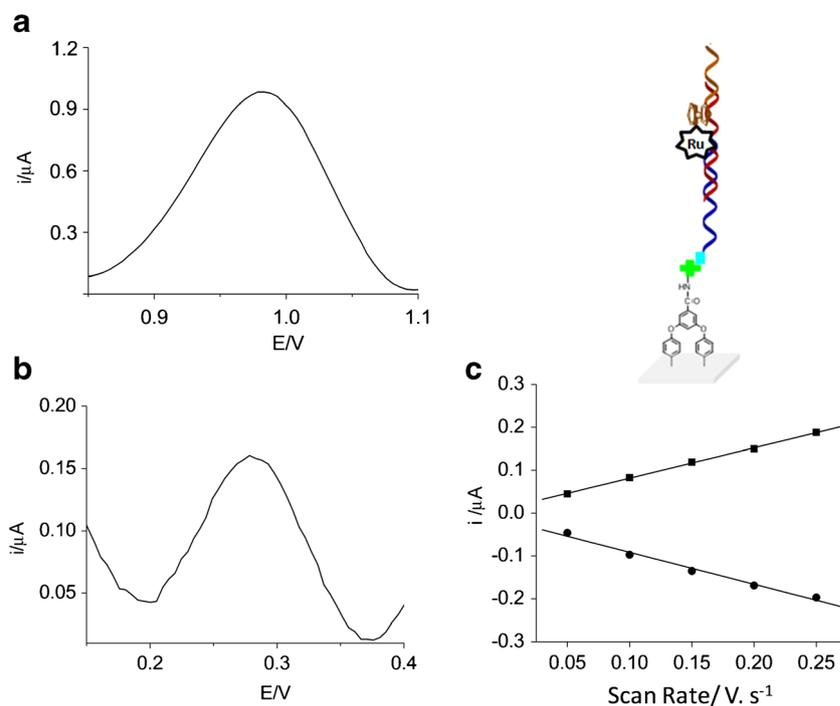 a
1.2
0.9
0.6
0.3
i/µA
0.9
1.0
1.1
E/V
Ru
HN
C:O
O
O
b
0.20
0.15
0.10
0.05
i/µA
0.2
0.3
0.4
E/V
c
0.3
0.2
0.1
0.0
-0.1
-0.2
-0.3
i /µA
0.05
0.10
0.15
0.20
0.25
Scan Rate/ V. s-1